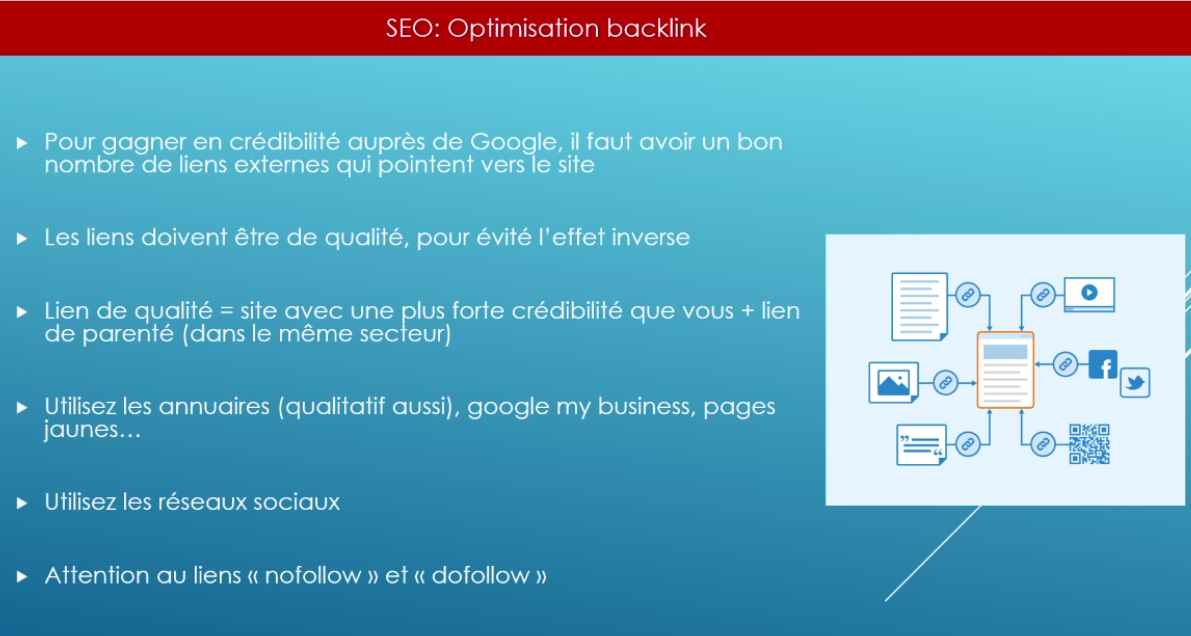 SEO: Optimisation backlink
Pour gagner en crédibilité auprès de Google, il faut avoir un bon
nombre de liens externes qui pointent vers le site
Les liens doivent être de qualité, pour évité l’effet inverse
Lien de qualité = site avec une plus forte crédibilité que vous + lien
de parenté (dans le même secteur)
Utilisez les annuaires (qualitatif aussi), google my business, pages
jaunes…
Utilisez les réseaux sociaux
Attention au liens « nofollow » et « dofollow »